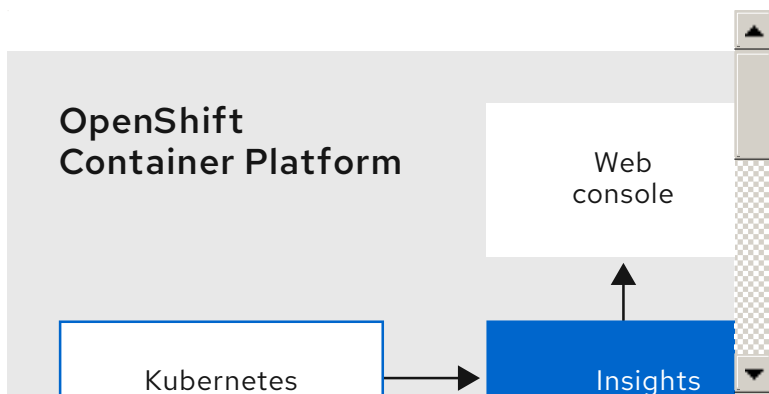 OpenShift
Container Platform
Web
console
Kubernetes
Insights